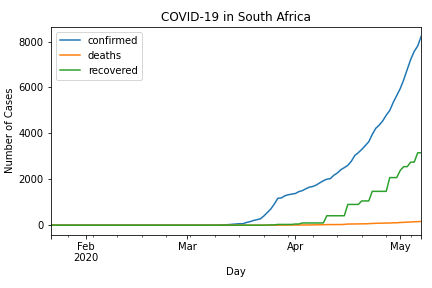 COVID-19 in South Africa
confirmed
deaths
recovered
Number of Cases
8000
6000
4000
2000
0
Feb
2020
Mar
Apr
May
Day